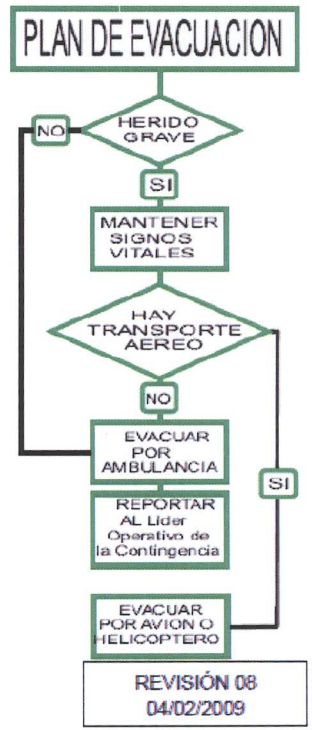 PLAN DE EVACUACION
HERIDO
GRAVE
NO
SI
MANTENER
SIGNOS
VITALES
HAY
TRANSPORTE
AEREO
NO
EVACUAR
POR
AMBULANCIA
SI
REPORTAR
AL Lider
Operativo de
la Contingencia
EVACUAR
POR AVION O
HELICOPTERO
REVISIÓN 08
04/02/2009